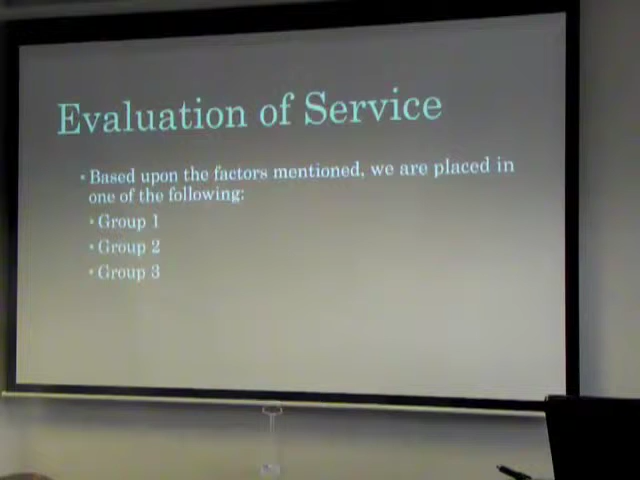 Evaluation of Service
• Based upon the factors mentioned, we are placed in
one of the following:
• Group 1
• Group 2
• Group 3